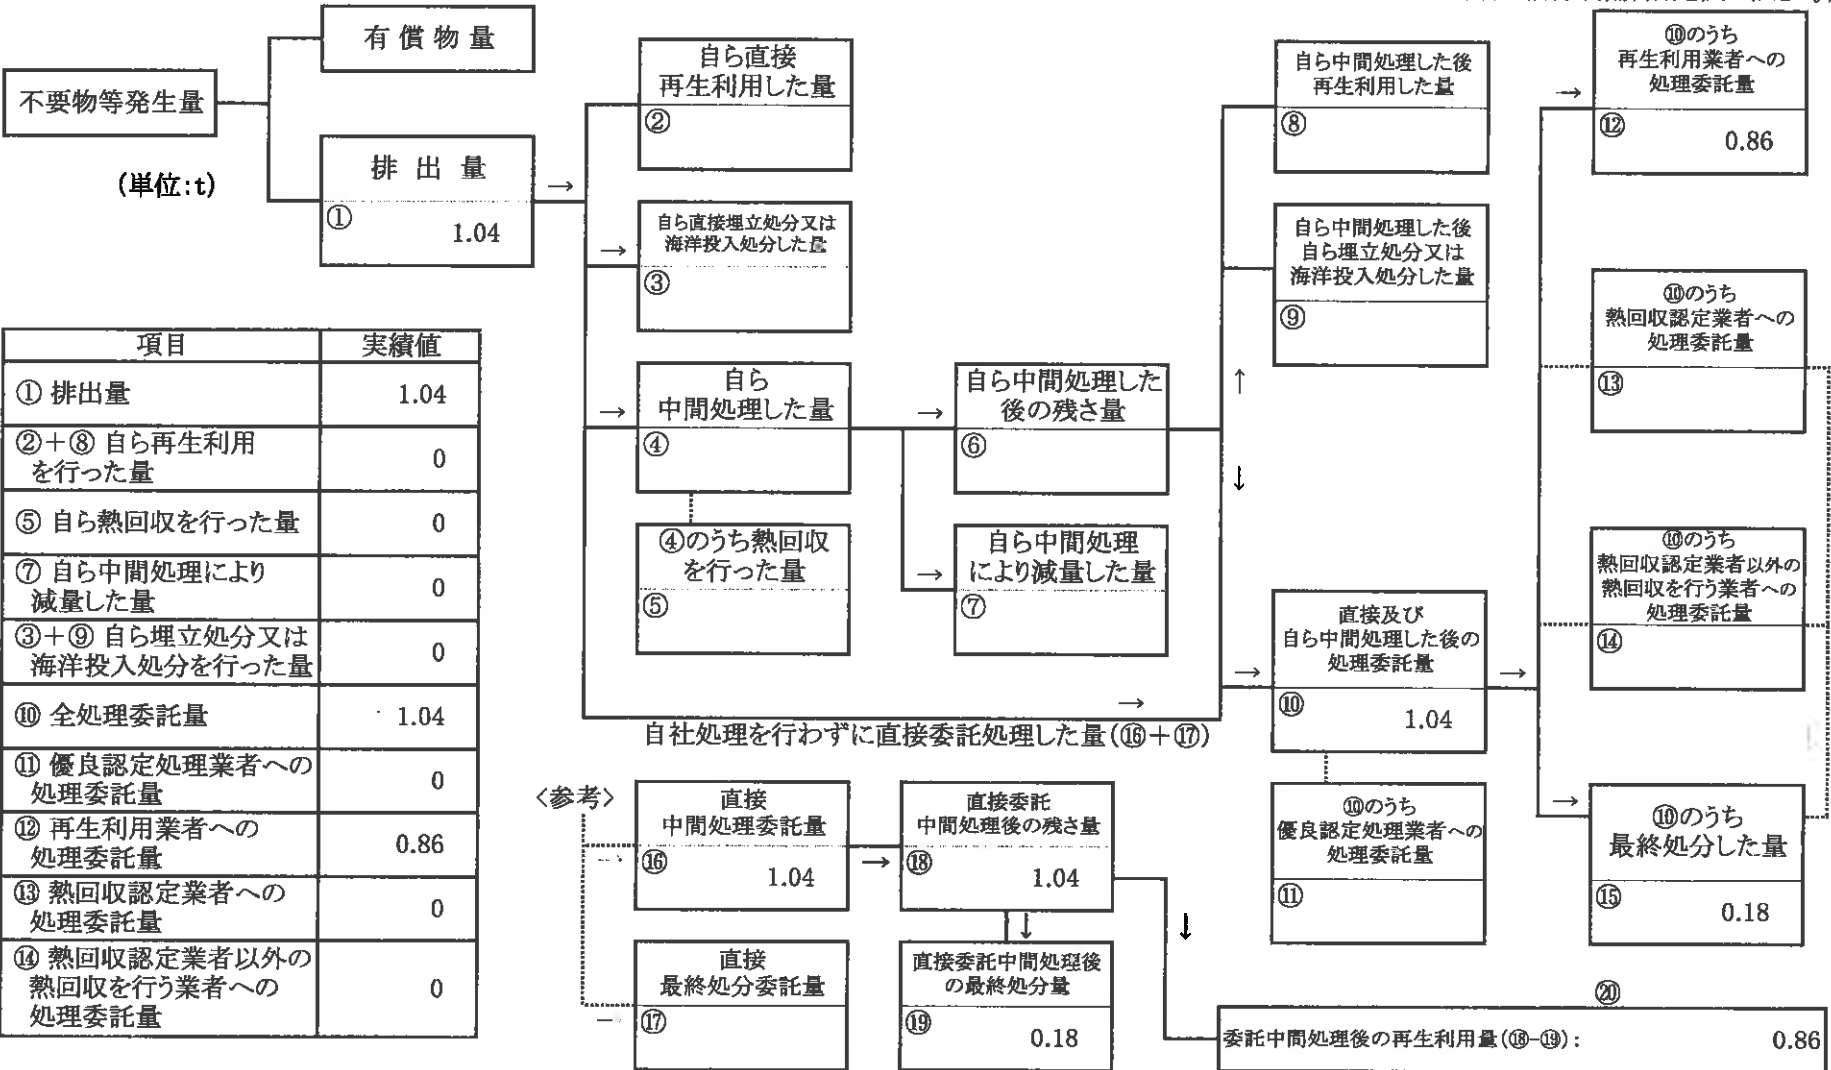 有償物量
不要物等発生量
(単位:t)
排出量
①
1.04
→
自ら直接
再生利用した量
②
→
自ら直接埋立処分又は
海洋投入処分した量
③
→
自ら
中間処理した量
④
④のうち熱回収
を行った量
⑤
→
自ら中間処理した
後の残さ量
⑥
→
自ら中間処理
により減量した量
⑦
自ら中間処理した後
再生利用した量
⑧
自ら中間処理した後
自ら埋立処分又は
海洋投入処分した量
⑨
↑
↓
→
自社処理を行わずに直接委託処理した量(⑯+⑰)
→
直接及び
自ら中間処理した後の
処理委託量
⑩
1.04
→
⑩のうち
優良認定処理業者への
処理委託量
⑪
→
⑩のうち
再生利用業者への
処理委託量
⑫
0.86
⑩のうち
熱回収認定業者への
処理委託量
⑬
⑩のうち
熱回収認定業者以外の
熱回収を行う業者への
処理委託量
⑭
→
⑩のうち
最終処分した量
⑮
0.18
項目 実績値
① 排出量 1.04
②+⑧ 自ら再生利用
を行った量 0
⑤ 自ら熱回収を行った量 0
⑦ 自ら中間処理により
減量した量 0
③+⑨ 自ら埋立処分又は
海洋投入処分を行った量 0
⑩ 全処理委託量 1.04
⑪ 優良認定処理業者への
処理委託量 0
⑫ 再生利用業者への
処理委託量 0.86
⑬ 熱回収認定業者への
処理委託量 0
⑭ 熱回収認定業者以外の
熱回収を行う業者への
処理委託量 0
〈参考〉
直接
中間処理委託量
⑯
1.04
→
直接委託
中間処理後の残さ量
⑱
1.04
↓
↓
直接
最終処分委託量
⑰
直接委託中間処理後
の最終処分量
⑲
0.18
⑳
委託中間処理後の再生利用量(⑱-⑲): 0.86